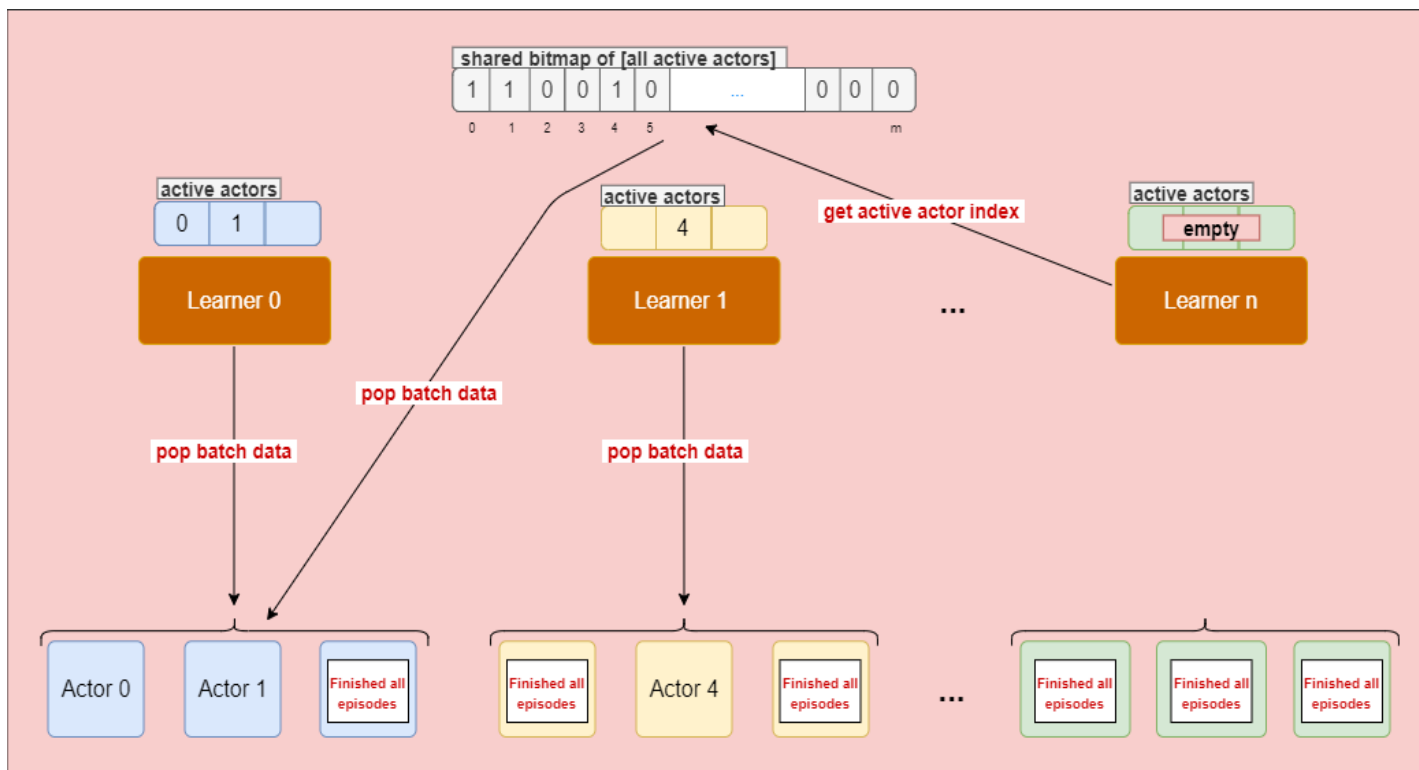 shared bitmap of [all active actors]
1 1 0 0 1 0 ... 0 0 0
0 1 2 3 4 5 m
active actors
0 1
active actors
4
active actors
empty
get active actor index
Learner 0
Learner 1
...
Learner n
pop batch data
pop batch data
pop batch data
Actor 0
Actor 1
Finished all
episodes
Finished all
episodes
Actor 4
Finished all
episodes
...
Finished all
episodes
Finished all
episodes
Finished all
episodes